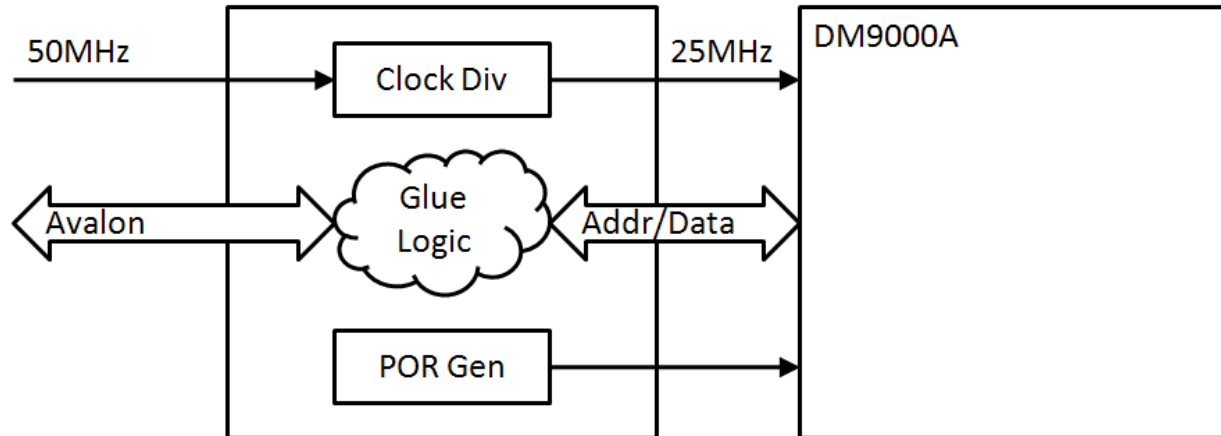 50MHz
Clock Div
25MHz
DM9000A
Avalon
Glue
Logic
Addr/Data
POR Gen